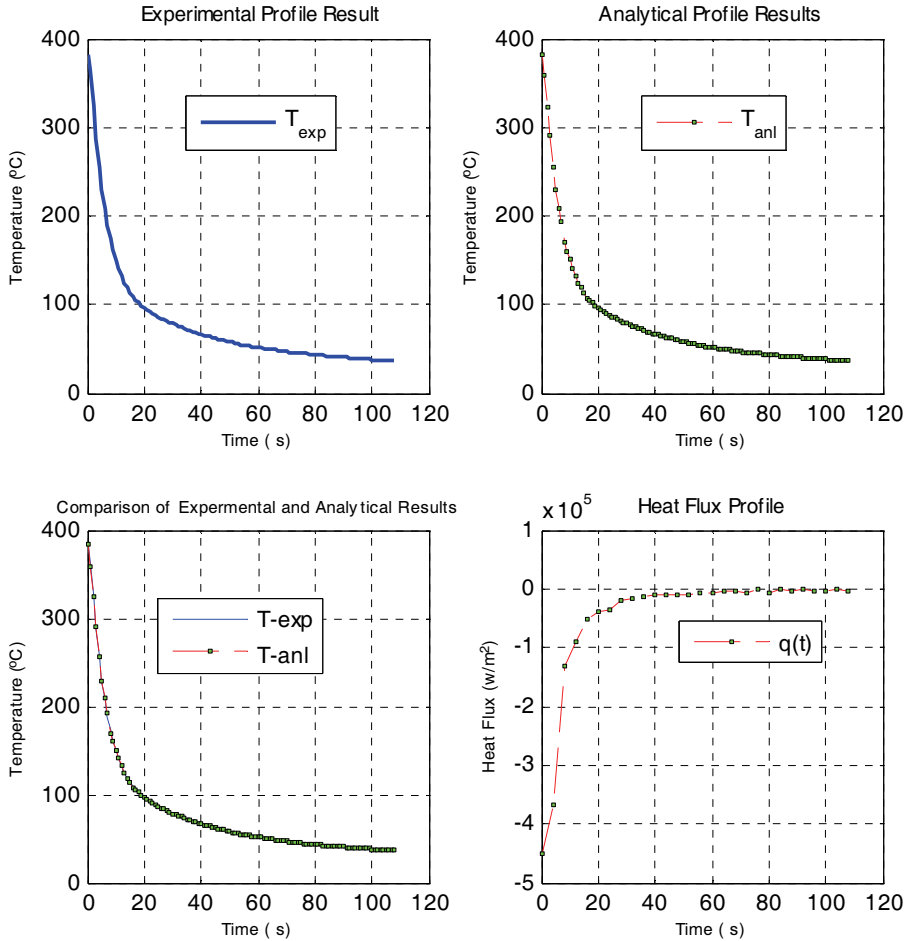 Experimental Profile Result
400
300
200
100
0
0 20 40 60 80 100 120
Temperature (ºC)
Time ( s)
T_exp
Analytical Profile Results
400
300
200
100
0
0 20 40 60 80 100 120
Temperature (ºC)
Time ( s)
T_anl
Comparison of Expermental and Analytical Results
400
300
200
100
0
0 20 40 60 80 100 120
Temperature (ºC)
Time ( s)
T-exp
T-anl
Heat Flux Profile
x 10^5
1
0
-1
-2
-3
-4
-5
0 20 40 60 80 100 120
Heat Flux (w/m²)
Time ( s)
q(t)